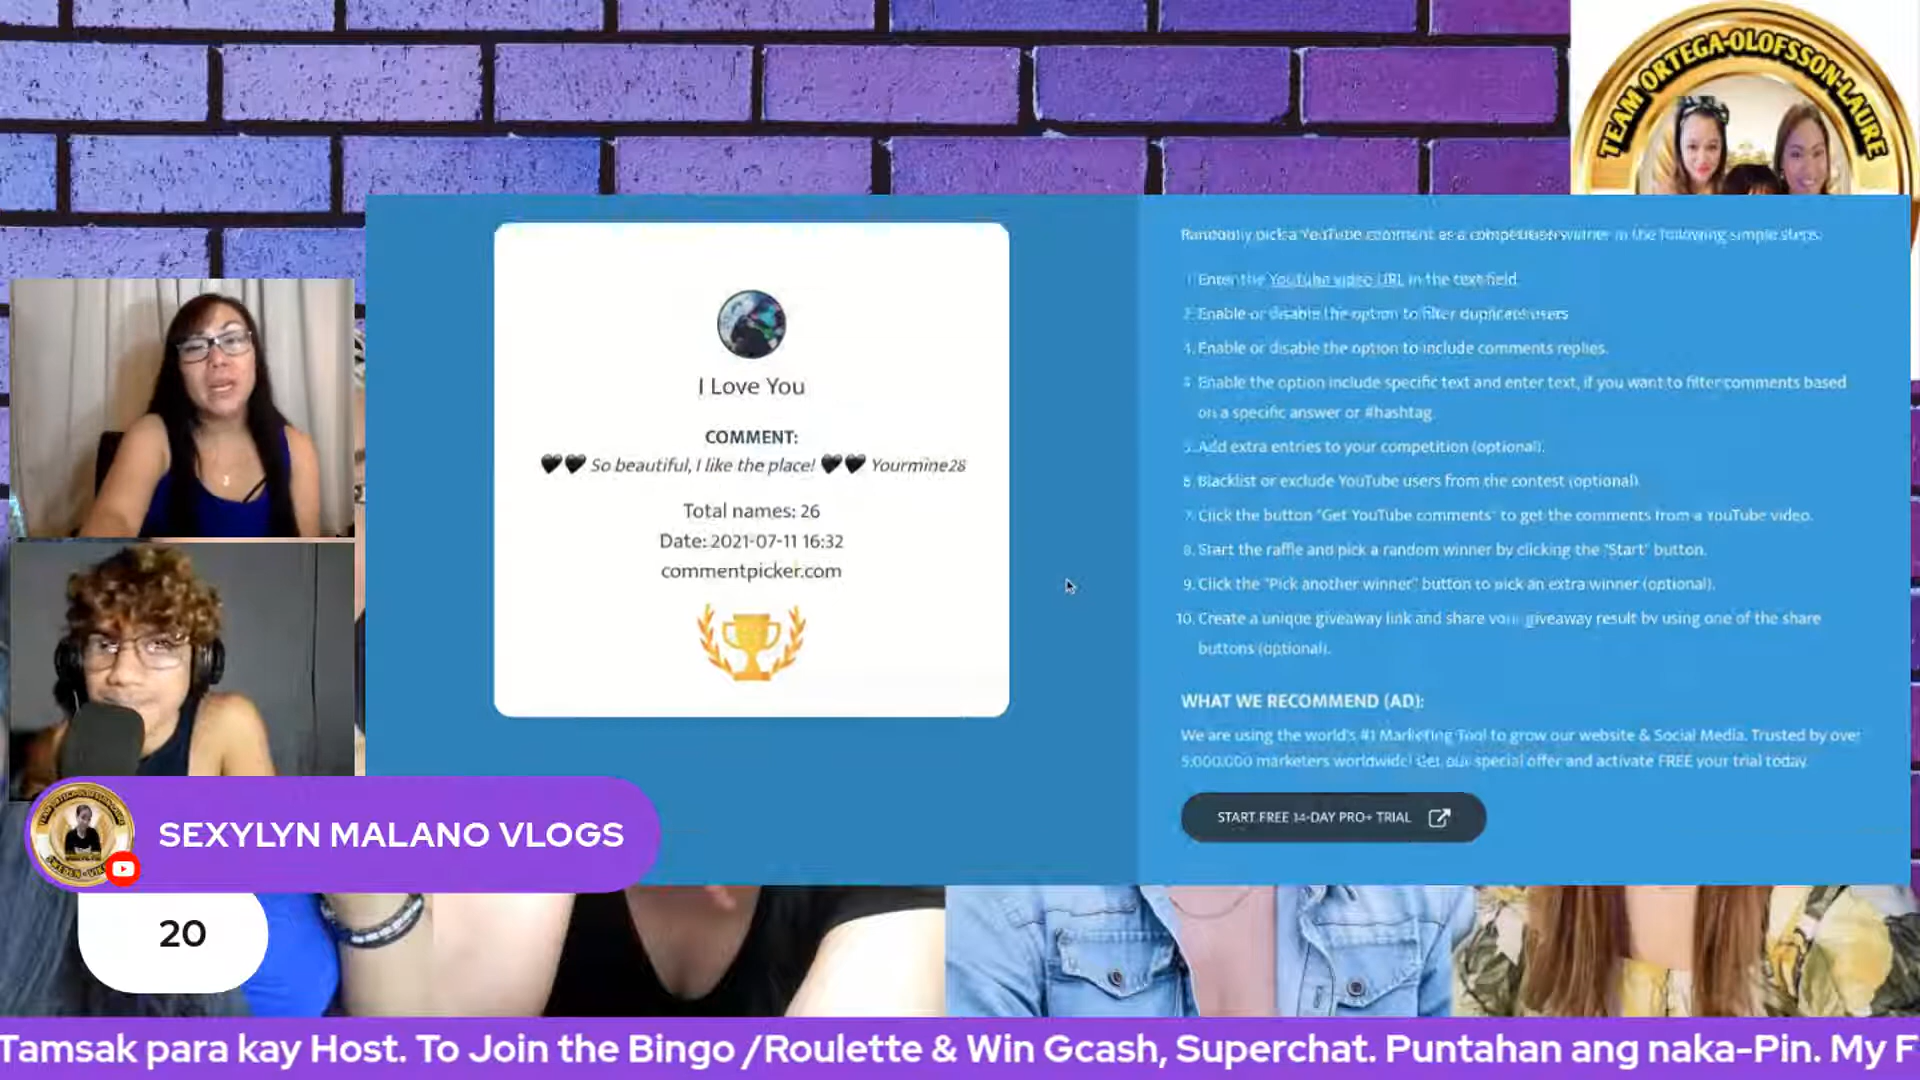 TEAM ORTEGA-OLOFSSON-LAURE
I Love You
COMMENT:
🖤🖤 So beautiful, I like the place! 🖤🖤 Yourmine28
Total names: 26
Date: 2021-07-11 16:32
commentpicker.com
Randomly pick a YouTube comment as a competition winner in the following simple steps.
1. Enter the YouTube video URL in the text field.
2. Enable or disable the option to filter duplicate users
Enable or disable the option to include comments replies.
Enable the option include specific text and enter text, if you want to filter comments based
on a specific answer or #hashtag.
5. Add extra entries to your competition (optional).
6. Blacklist or exclude YouTube users from the contest (optional).
7. Click the button "Get YouTube comments" to get the comments from a YouTube video.
8. Start the raffle and pick a random winner by clicking the "Start" button.
9. Click the "Pick another winner" button to pick an extra winner (optional).
10. Create a unique giveaway link and share your giveaway result by using one of the share
buttons (optional).
WHAT WE RECOMMEND (AD):
We are using the world's #1 Marketing Tool to grow our website & Social Media. Trusted by over
5.000.000 marketers worldwide! Get our special offer and activate FREE your trial today.
START FREE 14-DAY PRO+ TRIAL
SEXYLYN MALANO VLOGS
20
Tamsak para kay Host. To Join the Bingo /Roulette & Win Gcash, Superchat. Puntahan ang naka-Pin. My F